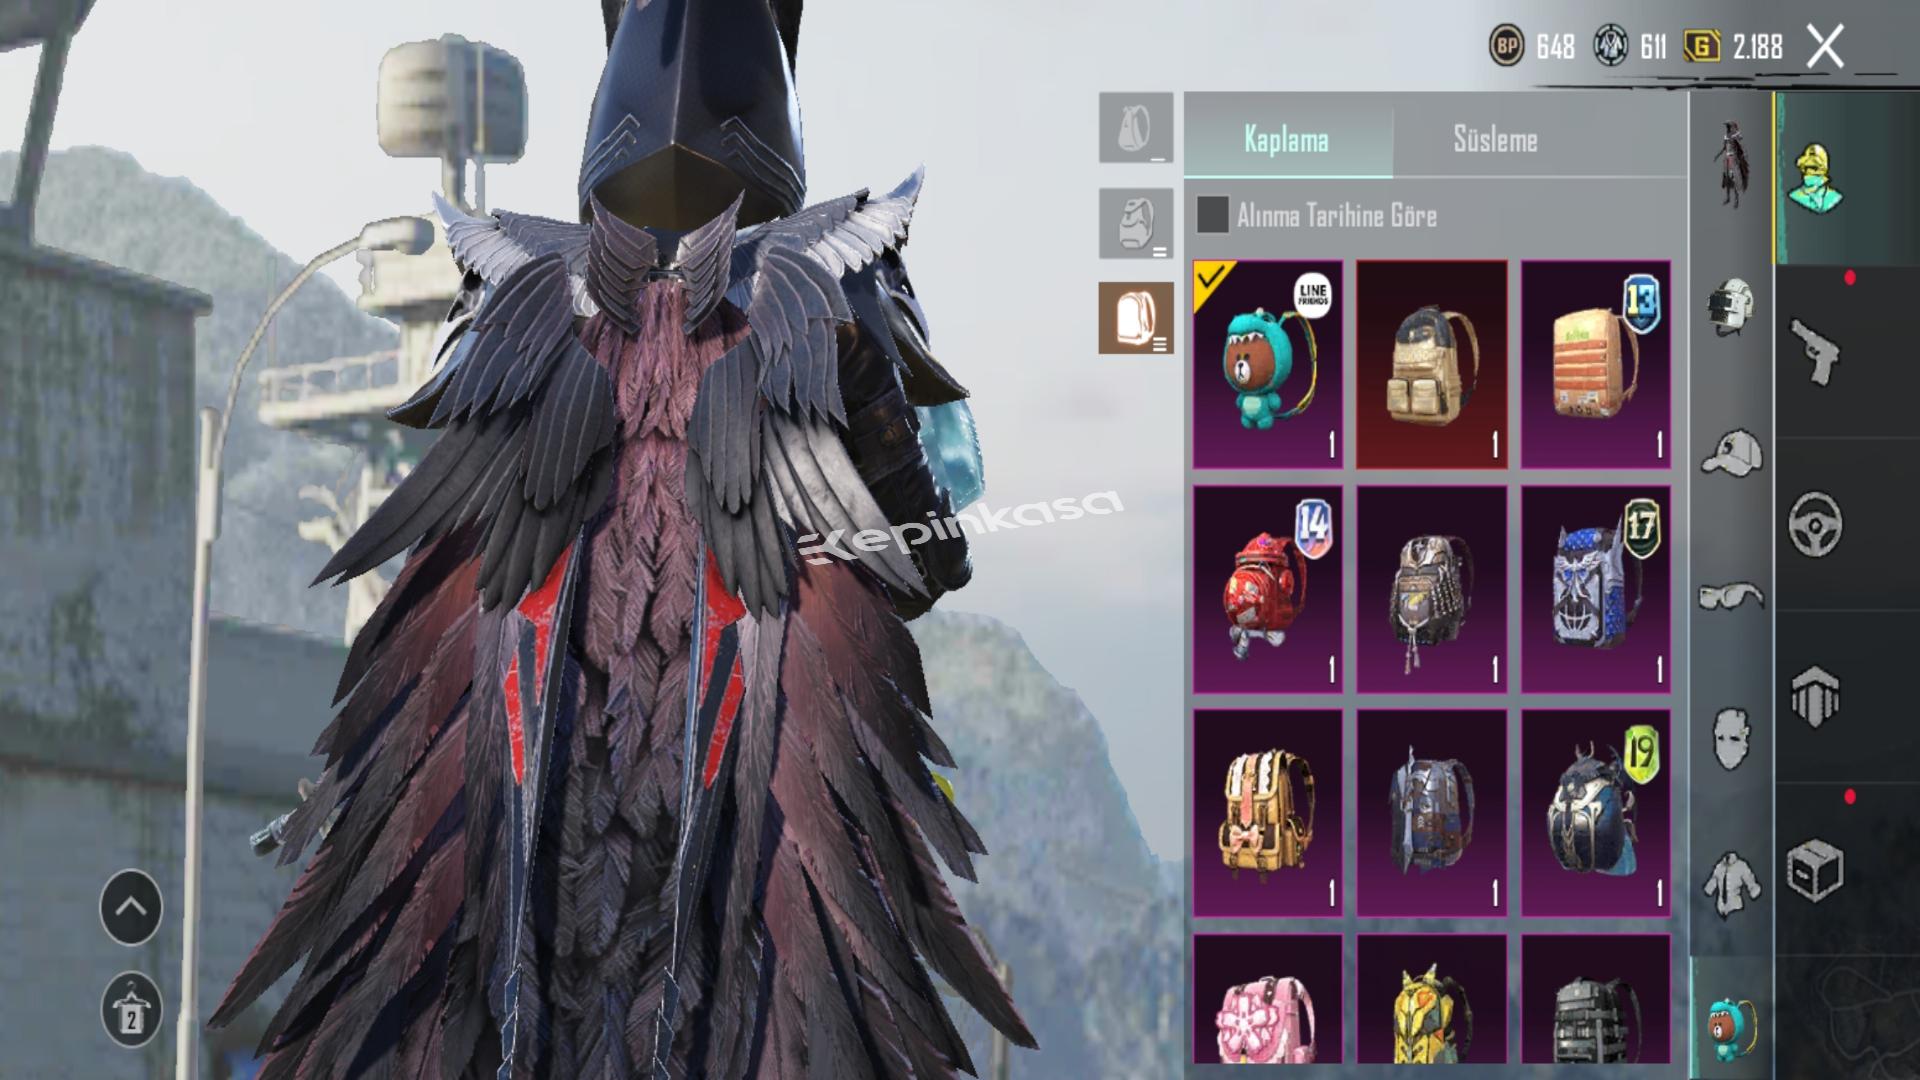 BP 648 611 G 2.188
Kaplama Süsleme
Alınma Tarihine Göre
LINE FRIENDS
13
1 1 1
14
17
1 1 1
19
1 1 1
Kepinkasa
2